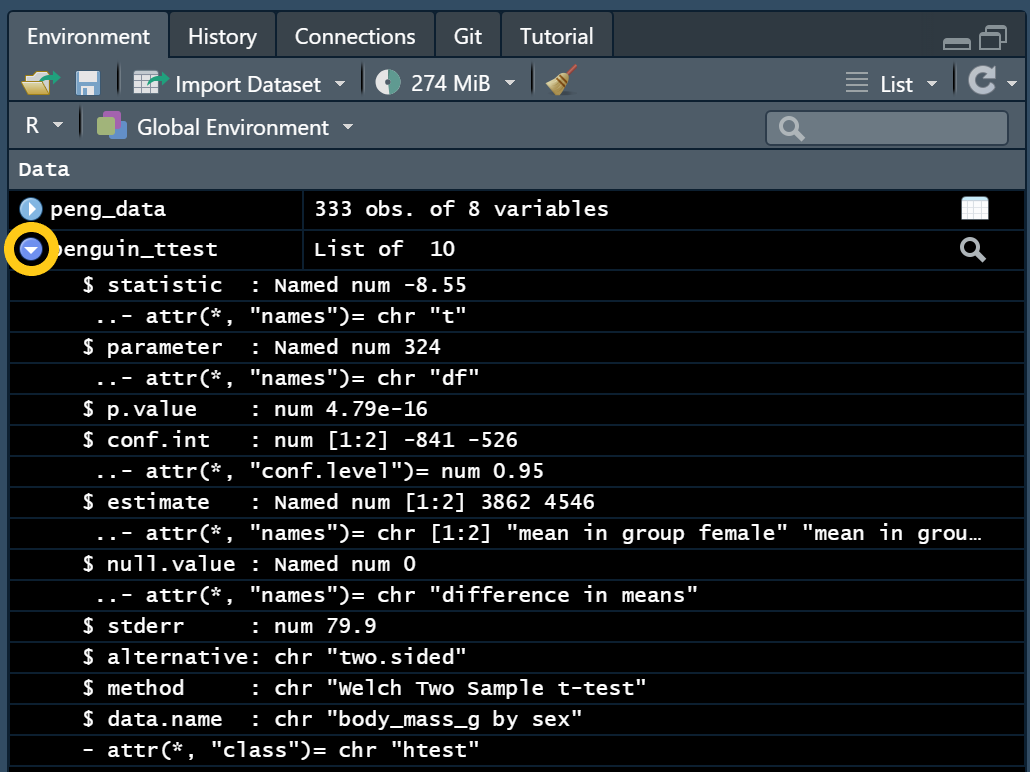 Environment History Connections Git Tutorial
Import Dataset 274 MiB List
R Global Environment
Data
peng_data 333 obs. of 8 variables
penguin_ttest List of  10
$ statistic  : Named num -8.55
..- attr(*, "names")= chr "t"
$ parameter  : Named num 324
..- attr(*, "names")= chr "df"
$ p.value    : num 4.79e-16
$ conf.int   : num [1:2] -841 -526
..- attr(*, "conf.level")= num 0.95
$ estimate   : Named num [1:2] 3862 4546
..- attr(*, "names")= chr [1:2] "mean in group female" "mean in grou…
$ null.value : Named num 0
..- attr(*, "names")= chr "difference in means"
$ stderr     : num 79.9
$ alternative: chr "two.sided"
$ method     : chr "Welch Two Sample t-test"
$ data.name  : chr "body_mass_g by sex"
- attr(*, "class")= chr "htest"